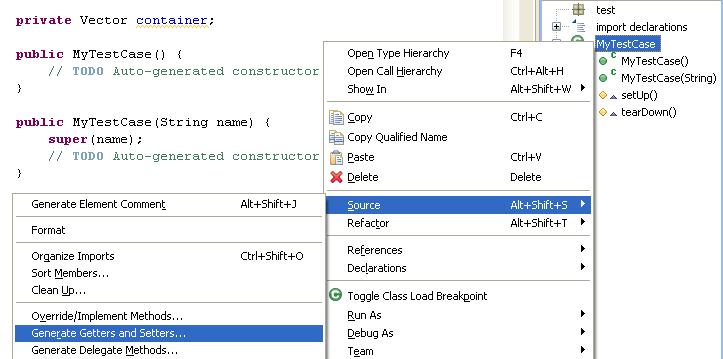 private Vector container;
public MyTestCase() {
// TODO Auto-generated constructor
}
public MyTestCase(String name) {
super(name);
// TODO Auto-generated constructor
}
test
import declarations
MyTestCase
MyTestCase()
MyTestCase(String)
setUp()
tearDown()
Open Type Hierarchy F4
Open Call Hierarchy Ctrl+Alt+H
Show In Alt+Shift+W
Copy Ctrl+C
Copy Qualified Name
Paste Ctrl+V
Delete Delete
Source Alt+Shift+S
Refactor Alt+Shift+T
References
Declarations
Toggle Class Load Breakpoint
Run As
Debug As
Team
Generate Element Comment Alt+Shift+J
Format
Organize Imports Ctrl+Shift+O
Sort Members...
Clean Up...
Override/Implement Methods...
Generate Getters and Setters...
Generate Delegate Methods...